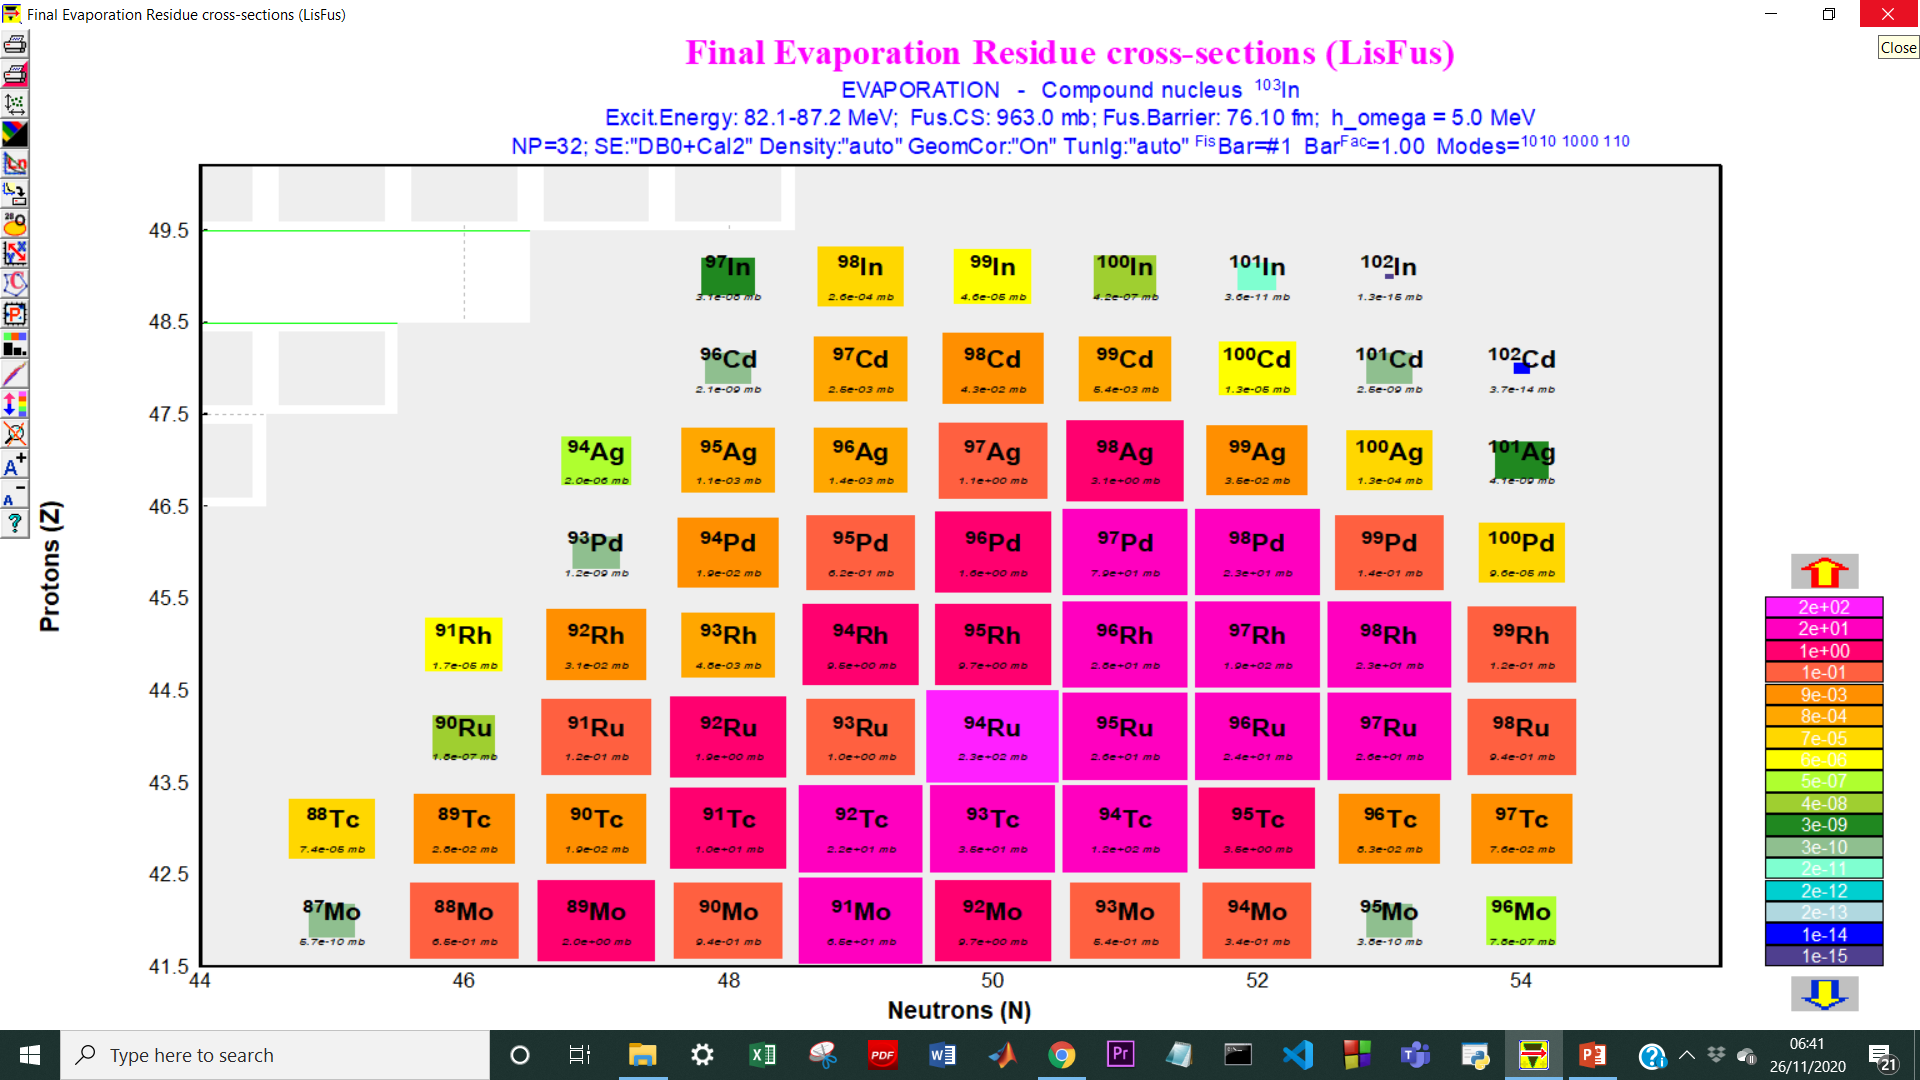 Final Evaporation Residue cross-sections (LisFus)
Close
Final Evaporation Residue cross-sections (LisFus)
EVAPORATION - Compound nucleus 103In
Excit.Energy: 82.1-87.2 MeV; Fus.CS: 963.0 mb; Fus.Barrier: 76.10 fm; h_omega = 5.0 MeV
NP=32; SE:"DB0+Cal2" Density:"auto" GeomCor:"On" Tunlg:"auto" FisBar=#1 BarFac=1.00 Modes=1010 1000 110
49.5
97In 98In 99In 100In 101In 102In
3.1e-08 mb 2.6e-04 mb 4.6e-05 mb 4.2e-07 mb 3.6e-11 mb 1.3e-15 mb
48.5
96Cd 97Cd 98Cd 99Cd 100Cd 101Cd 102Cd
2.1e-09 mb 2.5e-03 mb 4.3e-02 mb 5.4e-03 mb 1.3e-05 mb 2.5e-09 mb 3.7e-14 mb
47.5
94Ag 95Ag 96Ag 97Ag 98Ag 99Ag 100Ag 101Ag
2.0e-06 mb 1.1e-03 mb 1.4e-03 mb 1.1e+00 mb 3.1e+00 mb 3.5e-02 mb 1.3e-04 mb 4.1e-09 mb
46.5
93Pd 94Pd 95Pd 96Pd 97Pd 98Pd 99Pd 100Pd
1.2e-09 mb 1.9e-02 mb 6.2e-01 mb 1.6e+00 mb 7.9e+01 mb 2.3e+01 mb 1.4e-01 mb 9.6e-05 mb
45.5
91Rh 92Rh 93Rh 94Rh 95Rh 96Rh 97Rh 98Rh 99Rh
1.7e-05 mb 3.1e-02 mb 4.6e-03 mb 9.5e+00 mb 9.7e+00 mb 2.6e+01 mb 1.9e+02 mb 2.3e+01 mb 1.2e-01 mb
44.5
90Ru 91Ru 92Ru 93Ru 94Ru 95Ru 96Ru 97Ru 98Ru
1.6e-07 mb 1.2e-01 mb 1.9e+00 mb 1.0e+00 mb 2.3e+02 mb 2.6e+01 mb 2.4e+01 mb 2.6e+01 mb 9.4e-01 mb
43.5
88Tc 89Tc 90Tc 91Tc 92Tc 93Tc 94Tc 95Tc 96Tc 97Tc
7.4e-05 mb 2.6e-02 mb 1.9e-02 mb 1.0e+01 mb 2.2e+01 mb 3.5e+01 mb 1.2e+02 mb 3.5e+00 mb 6.3e-02 mb 7.6e-02 mb
42.5
87Mo 88Mo 89Mo 90Mo 91Mo 92Mo 93Mo 94Mo 95Mo 96Mo
5.7e-10 mb 6.5e-01 mb 2.0e+00 mb 9.4e-01 mb 6.5e+01 mb 9.7e+00 mb 5.4e-01 mb 3.4e-01 mb 3.6e-10 mb 7.6e-07 mb
41.5
44 46 48 50 52 54
Neutrons (N)
Protons (Z)
2e+02
2e+01
1e+00
1e-01
9e-03
8e-04
7e-05
6e-06
5e-07
4e-08
3e-09
3e-10
2e-11
2e-12
2e-13
1e-14
1e-15
Type here to search
PDF
Pr
06:41
26/11/2020
21